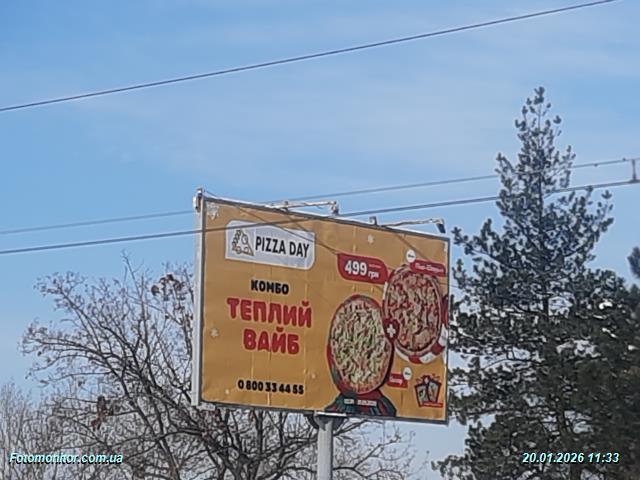 PIZZA DAY
499 грн
КОМБО
ТЕПЛИЙ
ВАЙБ
0 800 33 44 55
Fotomonitor.com.ua
20.01.2026 11:33